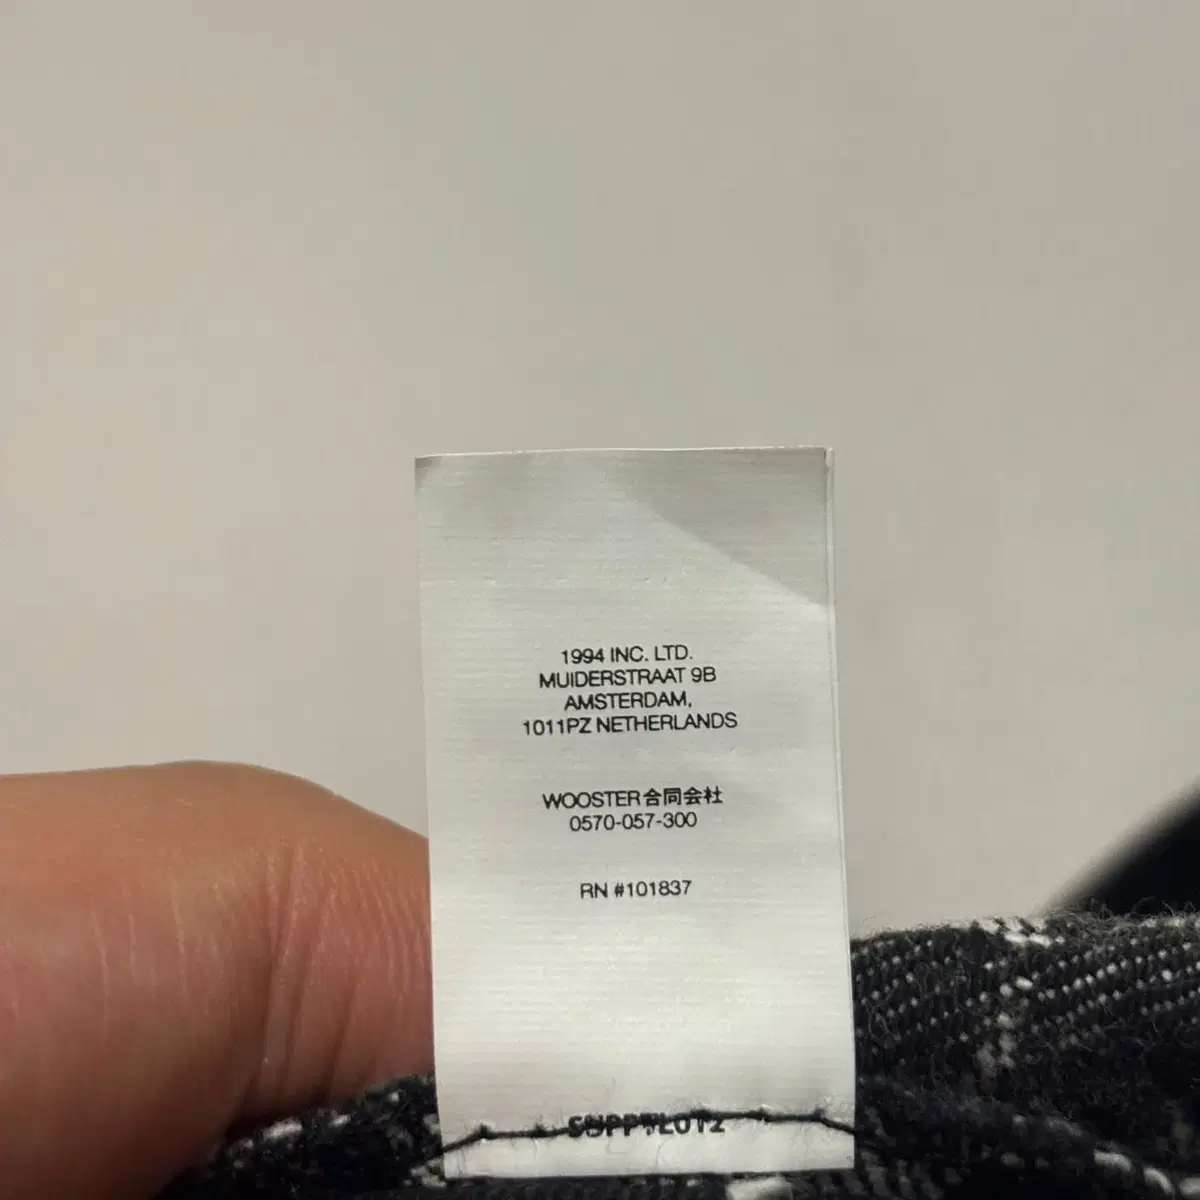 1994 INC. LTD.
MUIDERSTRAAT 9B
AMSTERDAM,
1011PZ NETHERLANDS
WOOSTER合同会社
0570-057-300
RN #101837